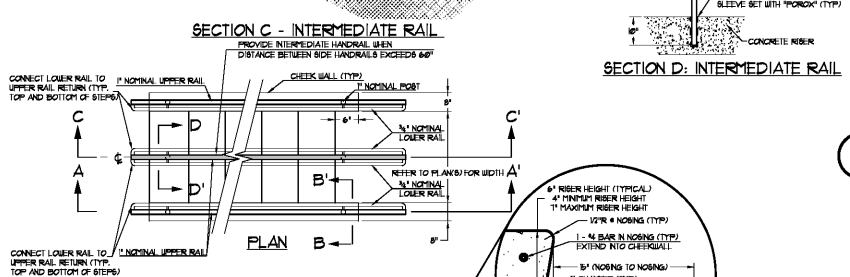 SECTION C - INTERMEDIATE RAIL
PROVIDE INTERMEDIATE HANDRAIL WHEN
DISTANCE BETWEEN SIDE HANDRAILS EXCEEDS
CONNECT LOWER RAIL TO
UPPER RAIL RETURN (TYP.
TOP AND BOTTOM OF STEPS)
1" NOMINAL UPPER RAIL
CHEEK WALL (TYP)
1" NOMINAL POST
8"
6"
C
C'
D
D'
3/4" NOMINAL
LOWER RAIL
℄
A
A'
REFER TO PLAN(S) FOR WIDTH
B'
3/4" NOMINAL
LOWER RAIL
B
8"
1" NOMINAL UPPER RAIL
PLAN
CONNECT LOWER RAIL TO
UPPER RAIL RETURN (TYP.
TOP AND BOTTOM OF STEPS)
SLEEVE SET WITH "POROX" (TYP)
10"
CONCRETE RISER
SECTION D: INTERMEDIATE RAIL
6" RISER HEIGHT (TYPICAL)
4" MINIMUM RISER HEIGHT
7" MAXIMUM RISER HEIGHT
1/2"R @ NOSING (TYP)
1 - #4 BAR IN NOSING (TYP)
EXTEND INTO CHEEKWALL
15" (NOSING TO NOSING)